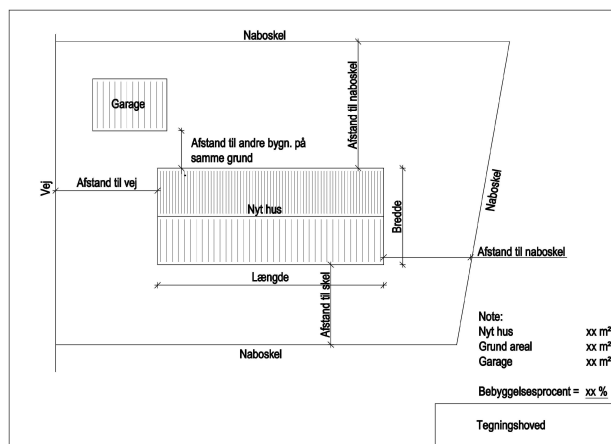 Naboskel
Garage
Afstand til naboskel
Afstand til andre bygn. på
samme grund
Vej
Afstand til vej
Naboskel
Nyt hus
Bredde
Afstand til naboskel
Længde
Afstand til skel
Naboskel
Note:
Nyt hus xx m²
Grund areal xx m²
Garage xx m²
Bebyggelsesprocent = xx %
Tegningshoved